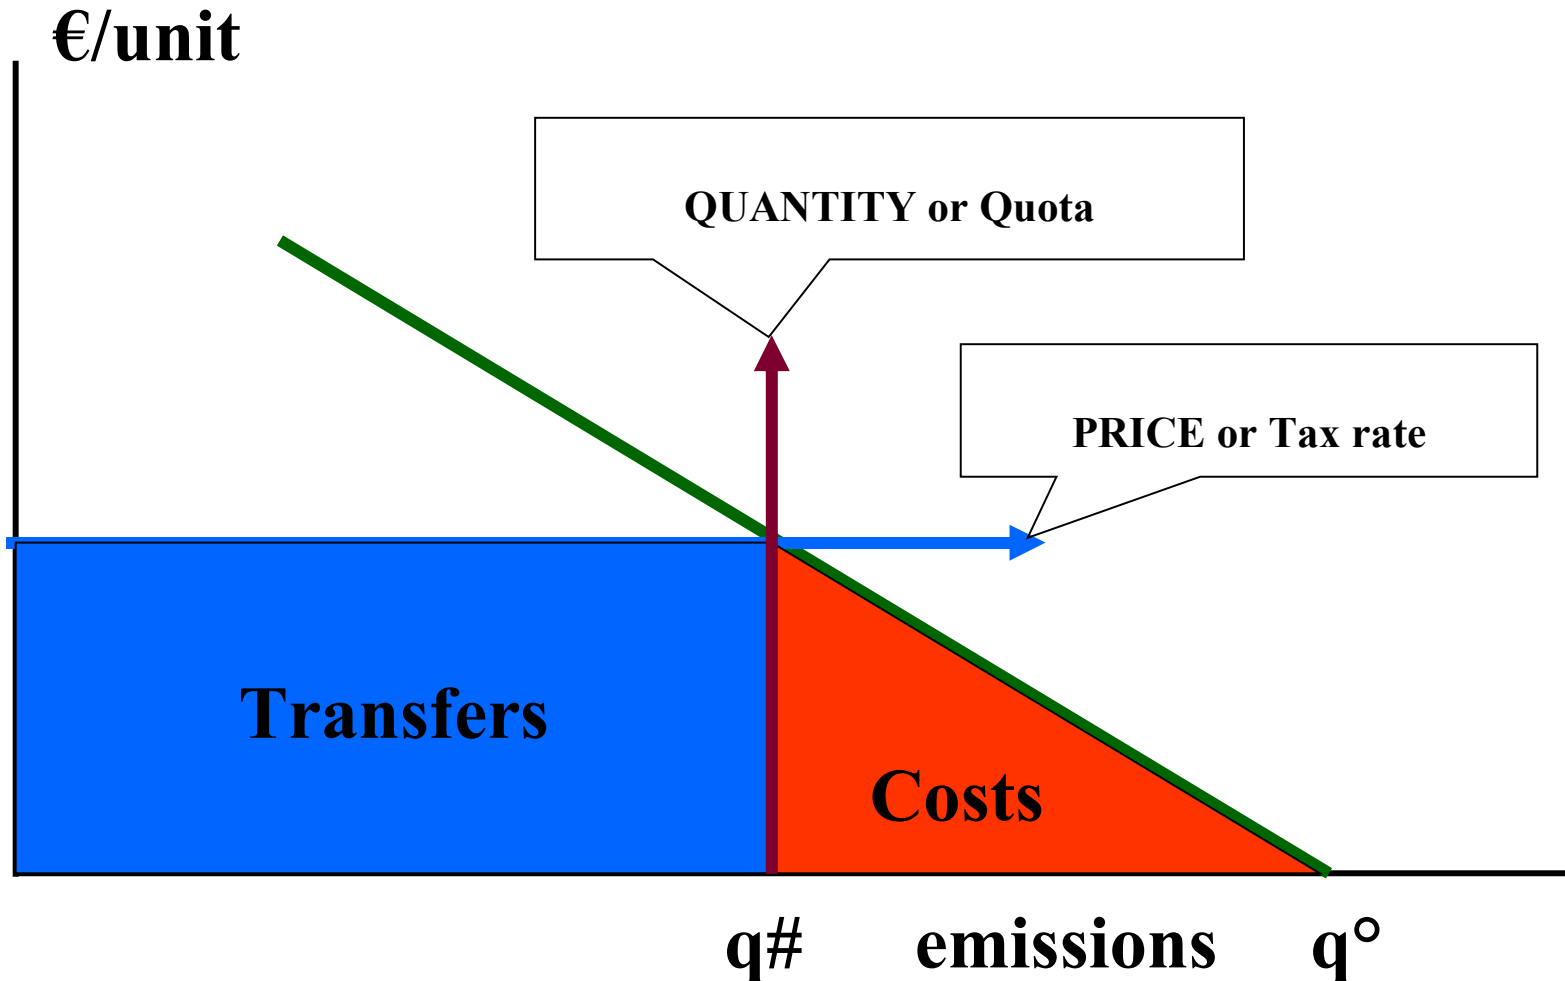 €/unit
QUANTITY or Quota
PRICE or Tax rate
Transfers
Costs
q# emissions q°